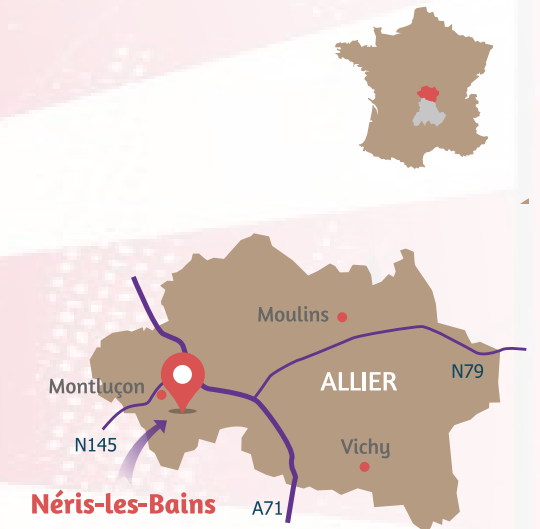 Moulins
ALLIER
N79
Montluçon
N145
Vichy
Néris-les-Bains
A71